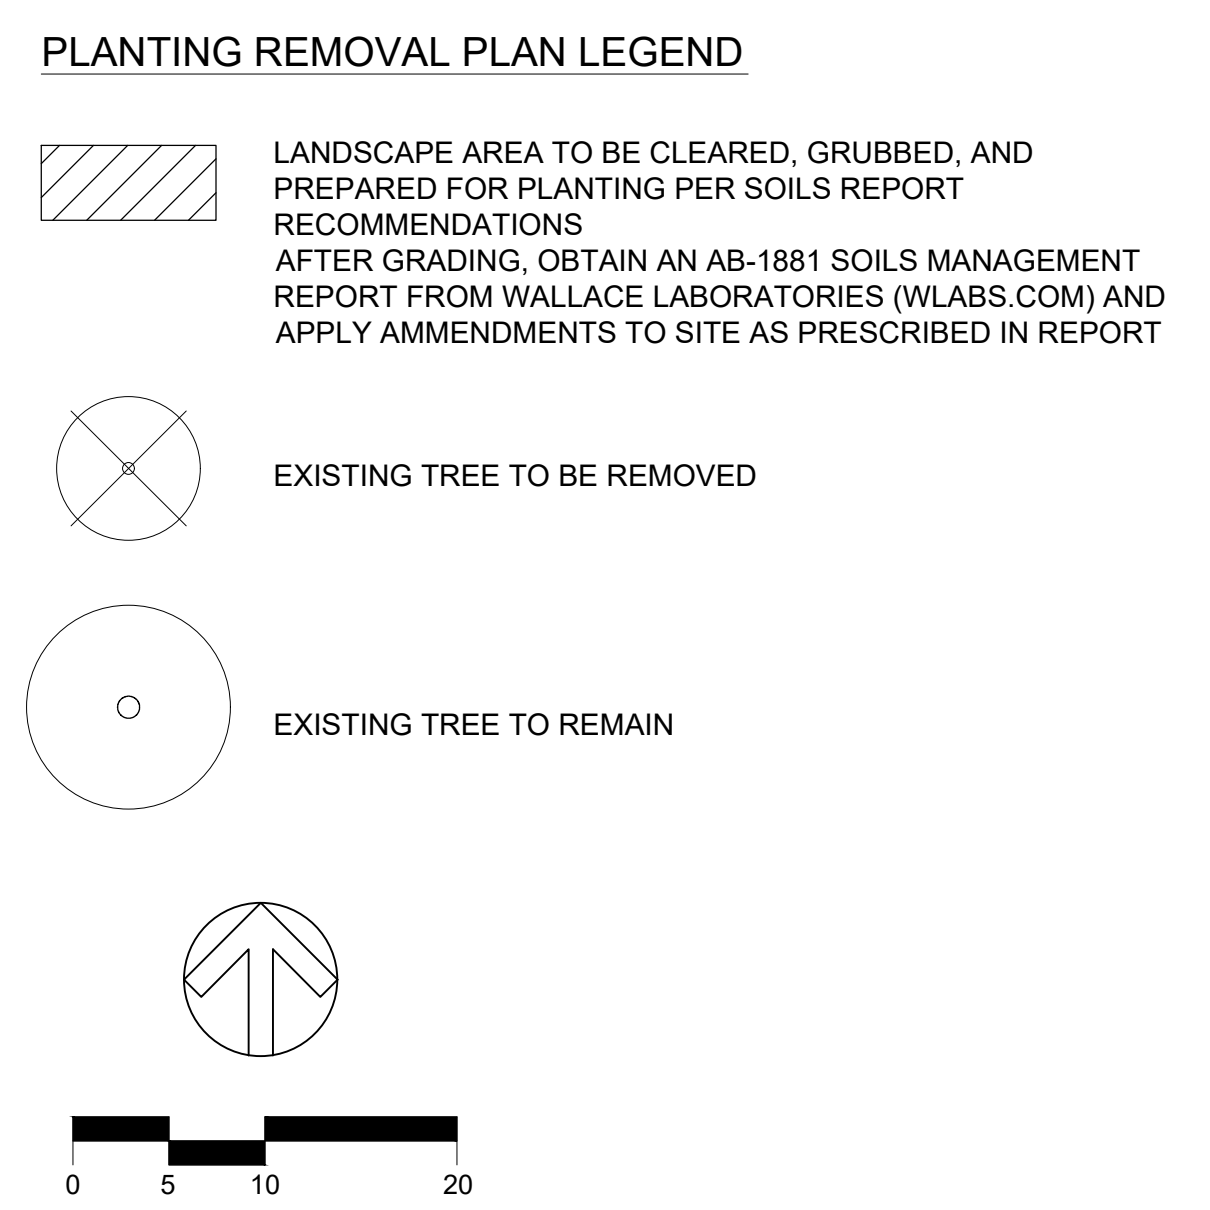 PLANTING REMOVAL PLAN LEGEND
LANDSCAPE AREA TO BE CLEARED, GRUBBED, AND
PREPARED FOR PLANTING PER SOILS REPORT
RECOMMENDATIONS
AFTER GRADING, OBTAIN AN AB-1881 SOILS MANAGEMENT
REPORT FROM WALLACE LABORATORIES (WLABS.COM) AND
APPLY AMMENDMENTS TO SITE AS PRESCRIBED IN REPORT
EXISTING TREE TO BE REMOVED
EXISTING TREE TO REMAIN
0 5 10 20